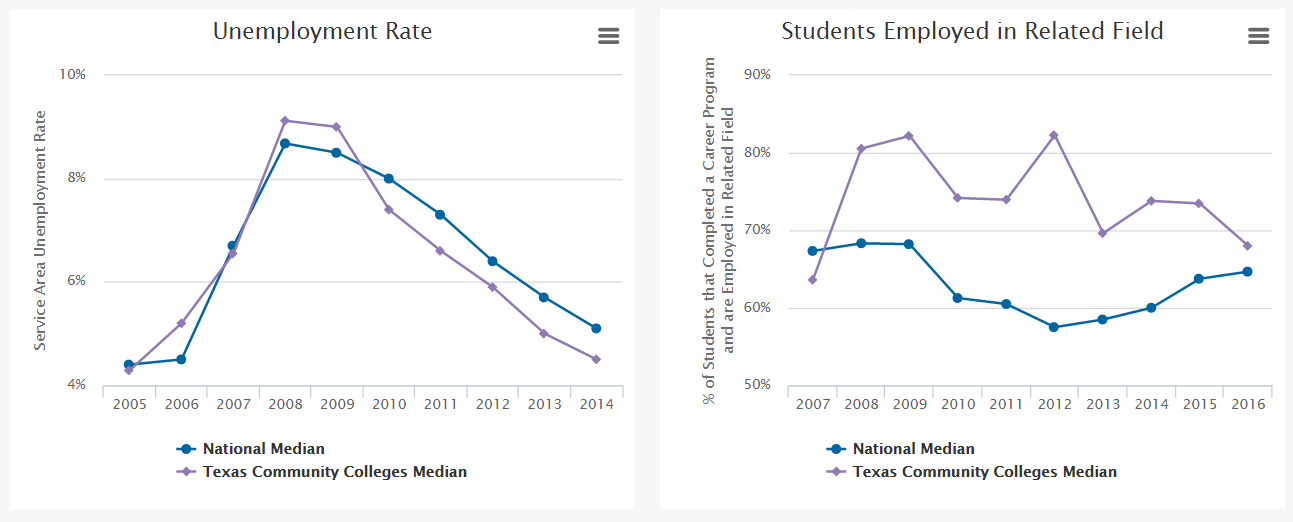 Unemployment Rate
Service Area Unemployment Rate
10%
8%
6%
4%
2005 2006 2007 2008 2009 2010 2011 2012 2013 2014
National Median
Texas Community Colleges Median
Students Employed in Related Field
% of Students that Completed a Career Program
and are Employed in Related Field
90%
80%
70%
60%
50%
2007 2008 2009 2010 2011 2012 2013 2014 2015 2016
National Median
Texas Community Colleges Median